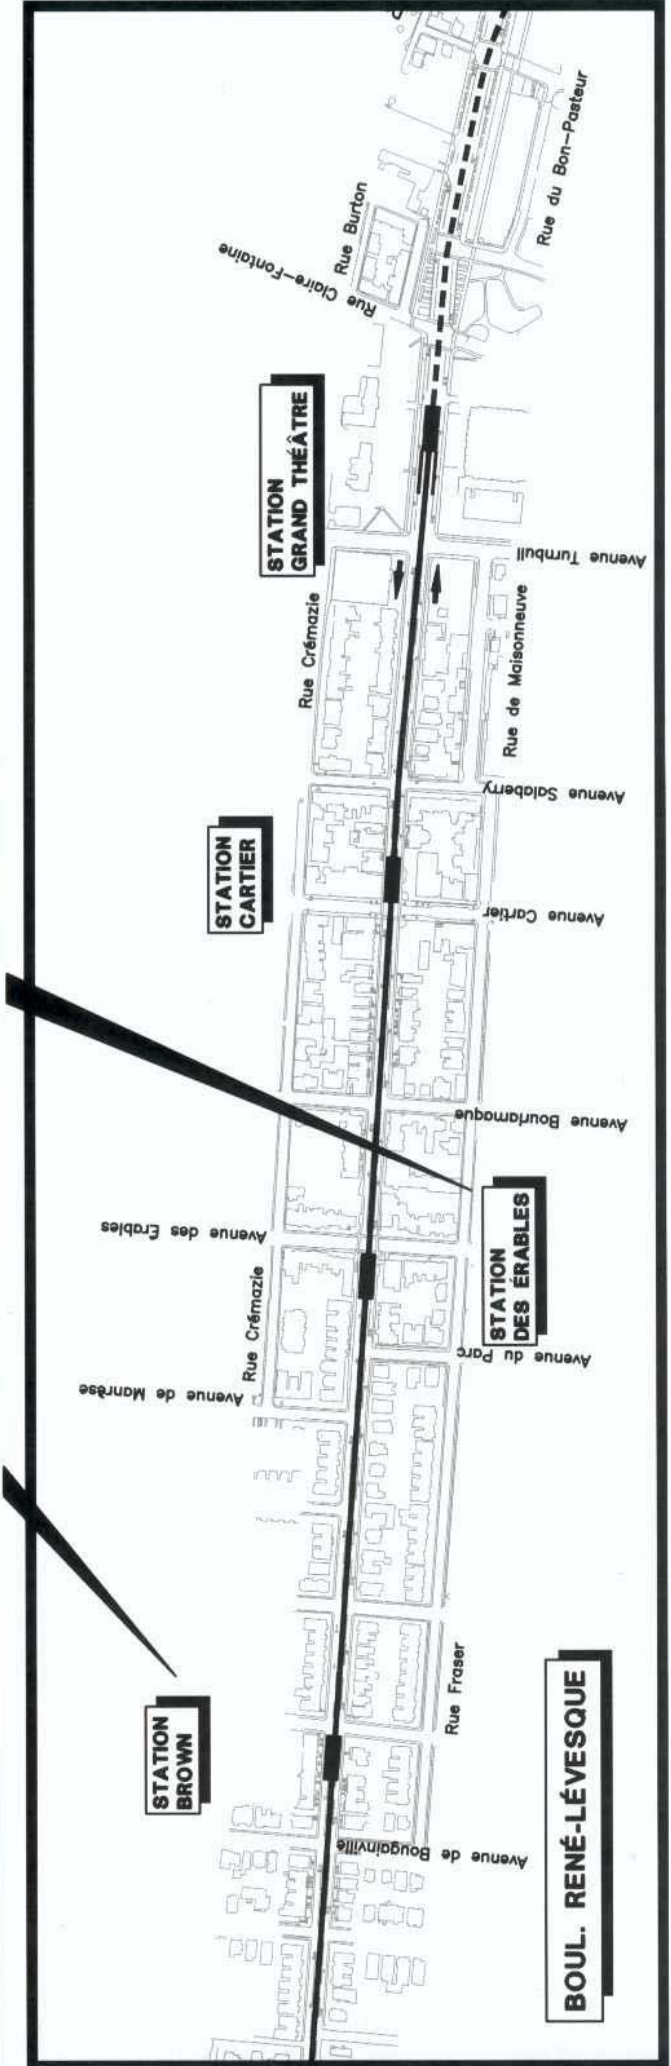 BOUL. RENÉ-LÉVESQUE
STATION
BROWN
Avenue de Bougainville
Rue Fraser
Avenue de Manrèse
Rue Crémazie
Avenue du Parc
STATION
DES ÉRABLES
Avenue des Erables
Avenue Bourlamaque
STATION
CARTIER
Avenue Cartier
Avenue Salaberry
Rue Crémazie
Rue de Maisonneuve
STATION
GRAND THÉÂTRE
Avenue Turnbull
Rue Claire-Fontaine
Rue Burton
Rue du Bon-Pasteur